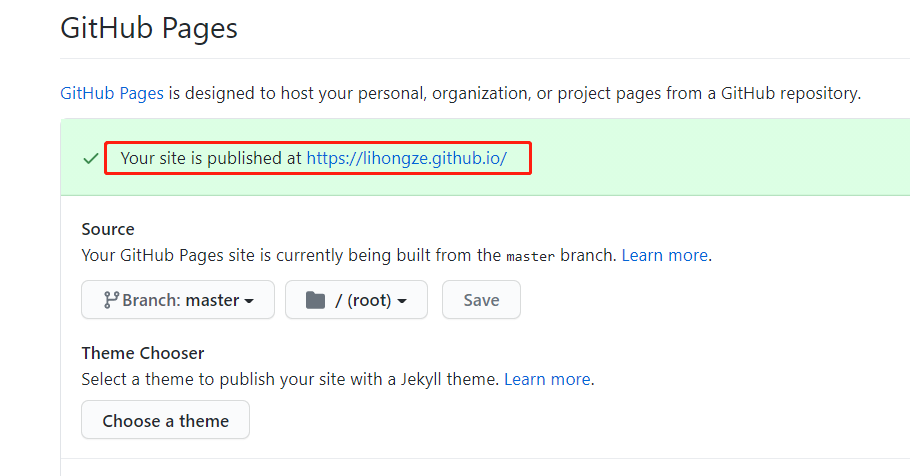 GitHub Pages
GitHub Pages is designed to host your personal, organization, or project pages from a GitHub repository.
Your site is published at https://lihongze.github.io/
Source
Your GitHub Pages site is currently being built from the master branch. Learn more.
Branch: master / (root) Save
Theme Chooser
Select a theme to publish your site with a Jekyll theme. Learn more.
Choose a theme